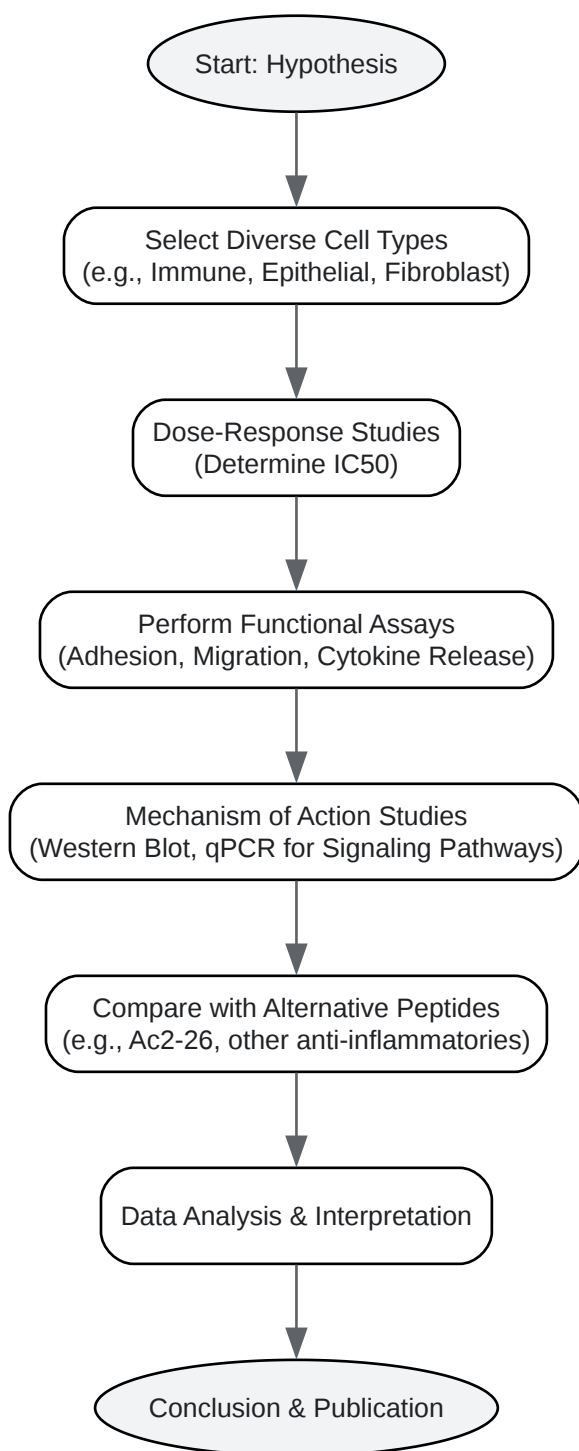 Start: Hypothesis
Select Diverse Cell Types
(e.g., Immune, Epithelial, Fibroblast)
Dose-Response Studies
(Determine IC50)
Perform Functional Assays
(Adhesion, Migration, Cytokine Release)
Mechanism of Action Studies
(Western Blot, qPCR for Signaling Pathways)
Compare with Alternative Peptides
(e.g., Ac2-26, other anti-inflammatories)
Data Analysis & Interpretation
Conclusion & Publication